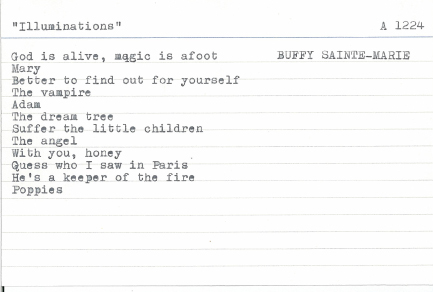 "Illuminations" A 1224
God is alive, magic is afoot BUFFY SAINTE-MARIE
Mary
Better to find out for yourself
The vampire
Adam
The dream tree
Suffer the little children
The angel
With you, honey
Quess who I saw in Paris
He's a keeper of the fire
Poppies